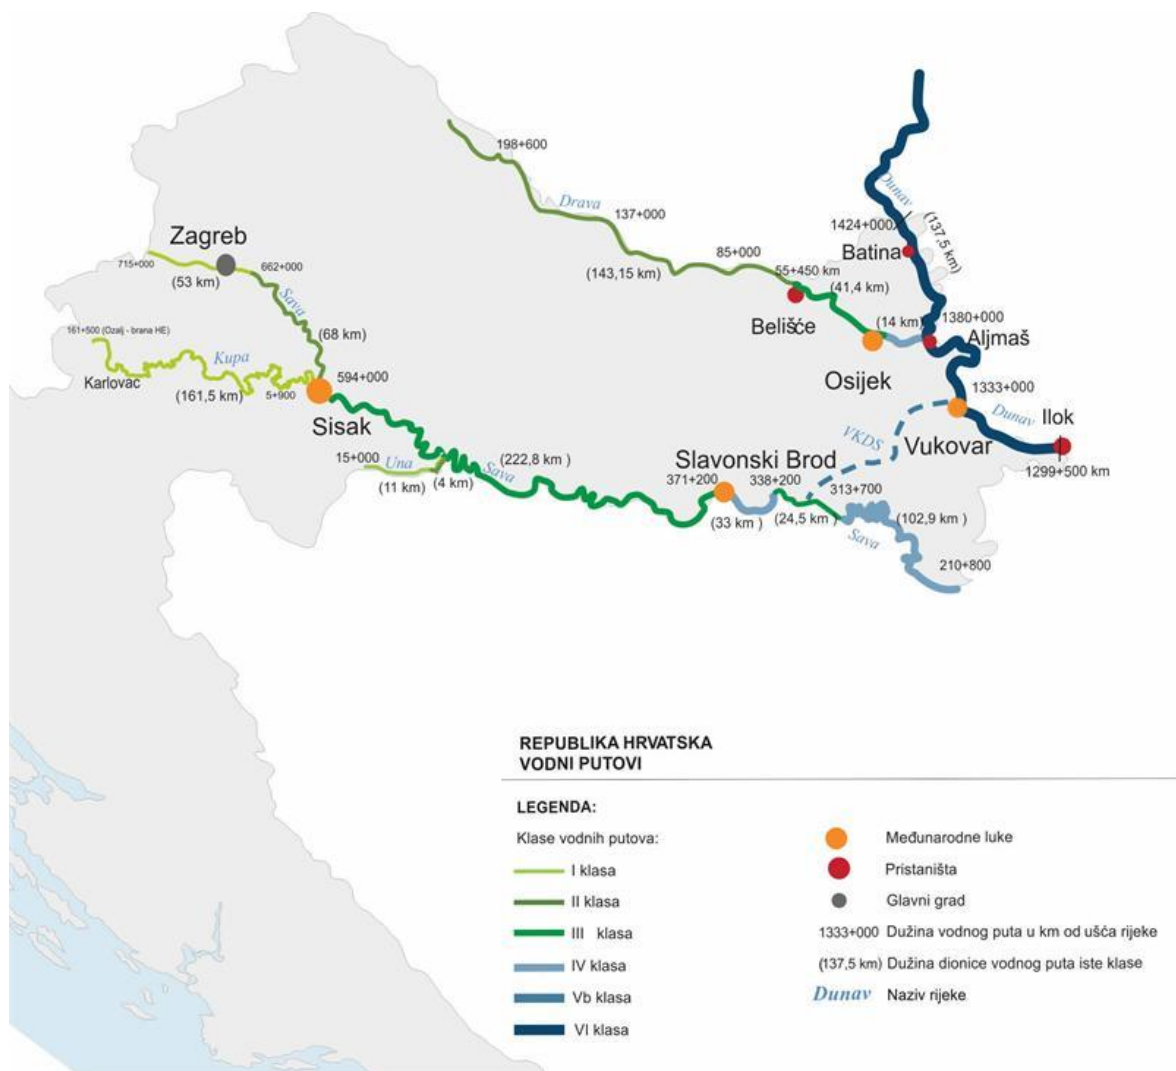 198+600
Drava
137+000
(143,15 km)
85+000
55+450 km
(41,4 km)
Belišće
(14 km)
Osijek
Dunav
1424+000
(137,5 km)
Batina
1380+000
Aljmaš
1333+000
Dunav
Ilok
1299+500 km
Vukovar
VKDS
Zagreb
715+000
(53 km)
662+000
Sava
(68 km)
161+500 (Ozalj - brana HE)
Kupa
Karlovac
(161,5 km)
5+900
594+000
Sisak
15+000
Una
(11 km)
(4 km)
Sava
(222,8 km )
Slavonski Brod
371+200
338+200
313+700
(33 km )
(24,5 km )
(102,9 km )
Sava
210+800
REPUBLIKA HRVATSKA
VODNI PUTOVI
LEGENDA:
Klase vodnih putova:
I klasa
II klasa
III klasa
IV klasa
Vb klasa
VI klasa
Međunarodne luke
Pristaništa
Glavni grad
1333+000 Dužina vodnog puta u km od ušća rijeke
(137,5 km) Dužina dionice vodnog puta iste klase
Dunav Naziv rijeke